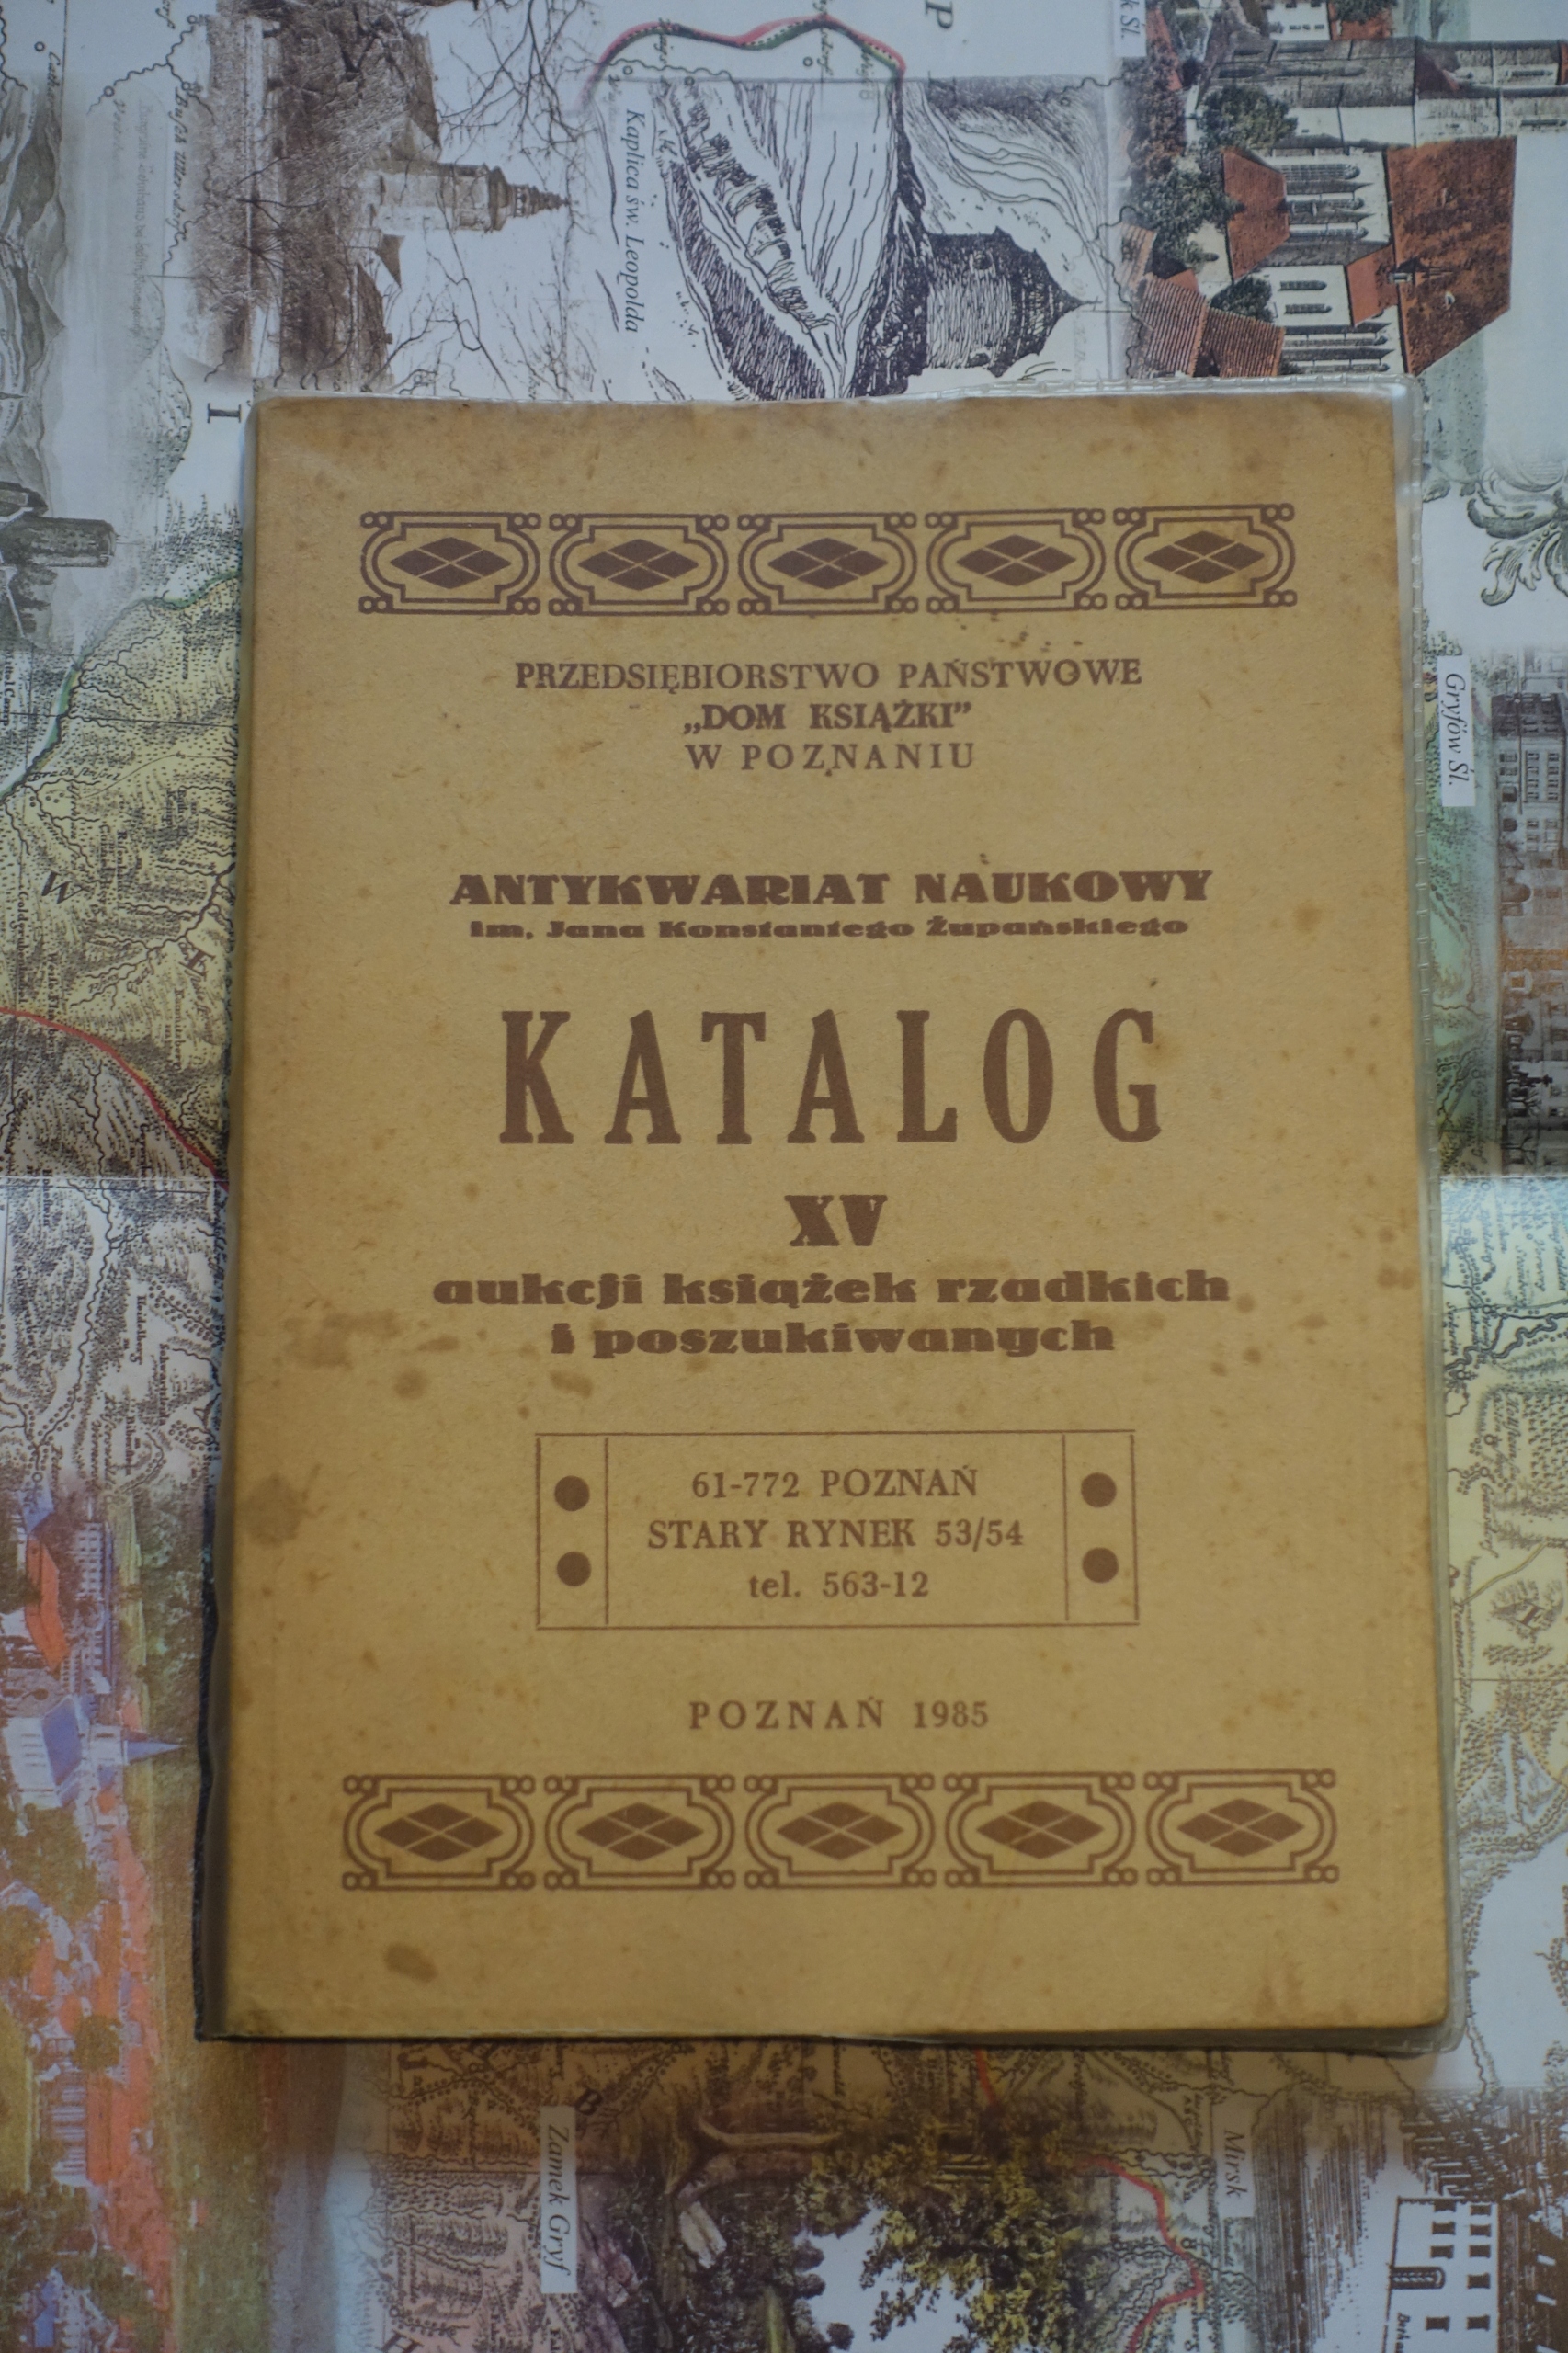 Kaplica św. Leopolda
k Śl.
P
I
Gryfów Śl.
PRZEDSIĘBIORSTWO PAŃSTWOWE
„DOM KSIĄŻKI”
W POZNANIU
ANTYKWARIAT NAUKOWY
im. Jana Konstantego Żupańskiego
KATALOG
XV
aukcji książek rzadkich
i poszukiwanych
61-772 POZNAŃ
STARY RYNEK 53/54
tel. 563-12
POZNAŃ 1985
Zamek Gryf
Mirsk